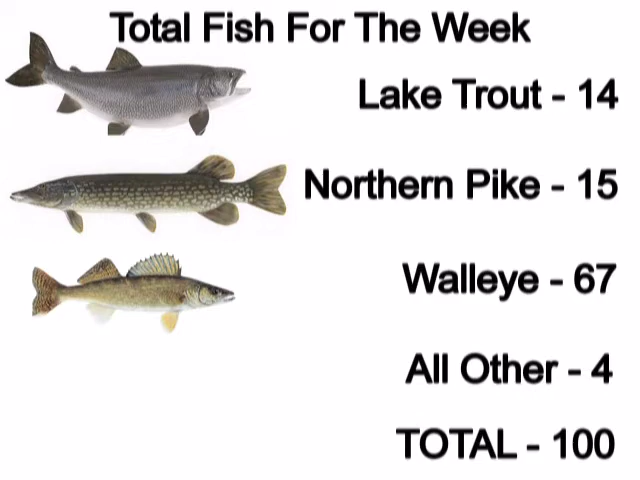 Total Fish For The Week
Lake Trout - 14
Northern Pike - 15
Walleye - 67
All Other - 4
TOTAL - 100